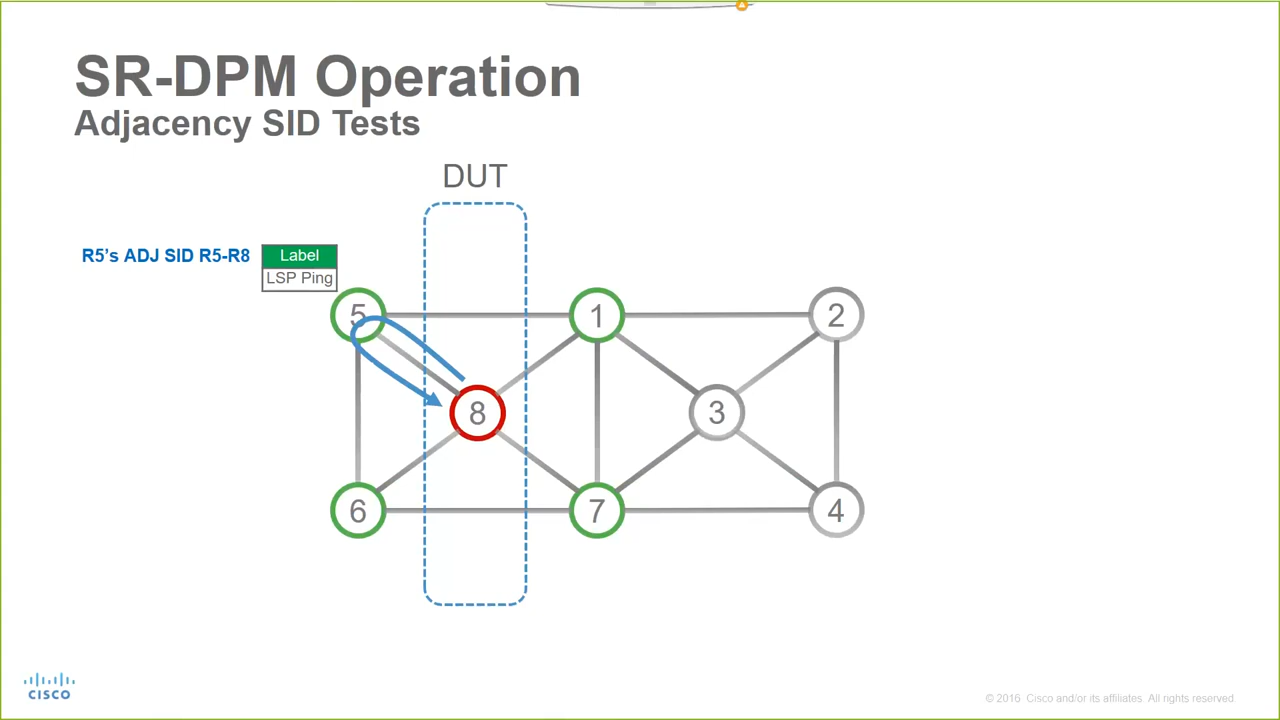 SR-DPM Operation
Adjacency SID Tests
DUT
R5's ADJ SID R5-R8
Label
LSP Ping
5
1
2
8
3
6
7
4
CISCO
© 2016 Cisco and/or its affiliates. All rights reserved.